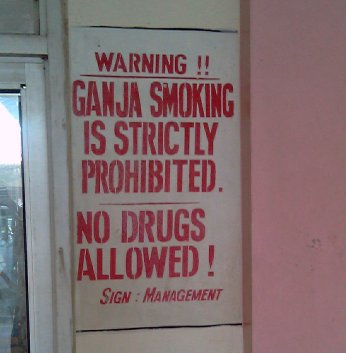 WARNING !!
GANJA SMOKING
IS STRICTLY
PROHIBITED.
NO DRUGS
ALLOWED !
SIGN : MANAGEMENT